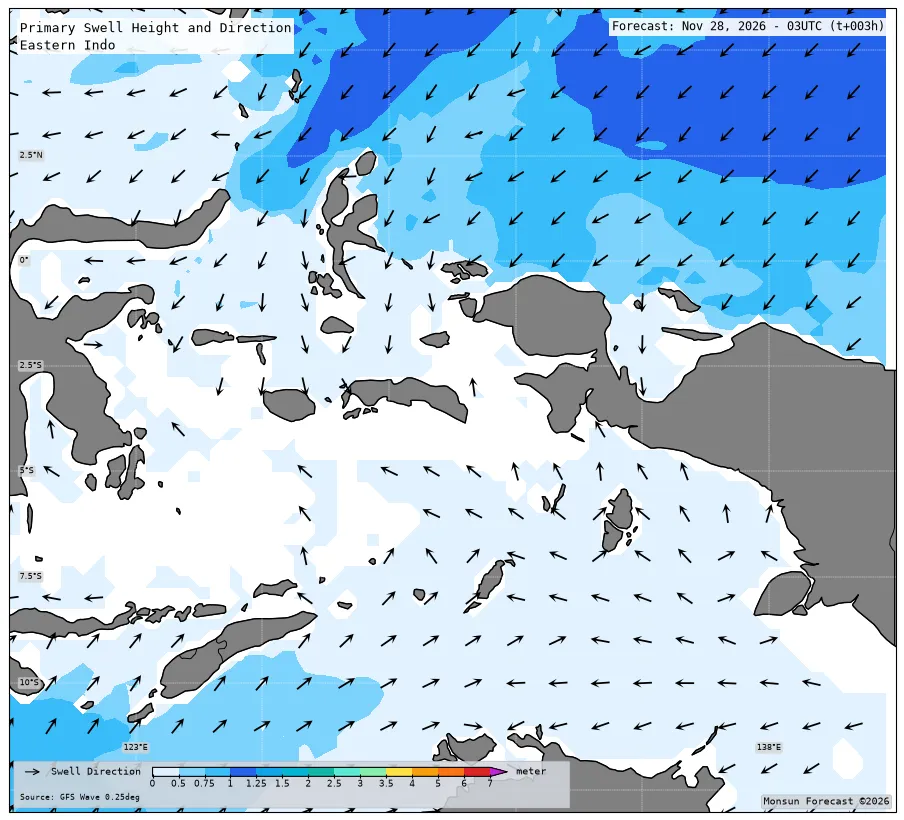 Primary Swell Height and Direction
Eastern Indo
Forecast: Nov 28, 2026 - 03UTC (t+003h)
2.5°N
0°
2.5°S
5°S
7.5°S
10°S
123°E
138°E
Swell Direction
0 0.5 0.75 1 1.25 1.5 2 2.5 3 3.5 4 5 6 7
meter
Source: GFS Wave 0.25deg
Monsun Forecast ©2026